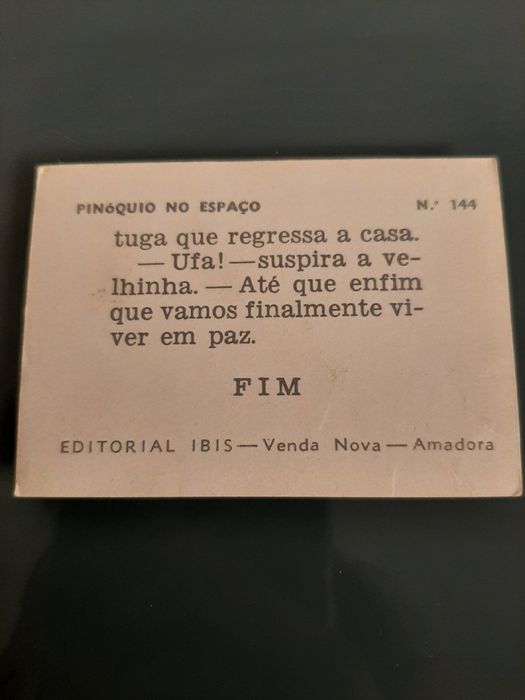 PINóQUIO NO ESPAÇO N.º 144
tuga que regressa a casa.
— Ufa! — suspira a ve-
lhinha. — Até que enfim
que vamos finalmente vi-
ver em paz.
FIM
EDITORIAL IBIS — Venda Nova — Amadora